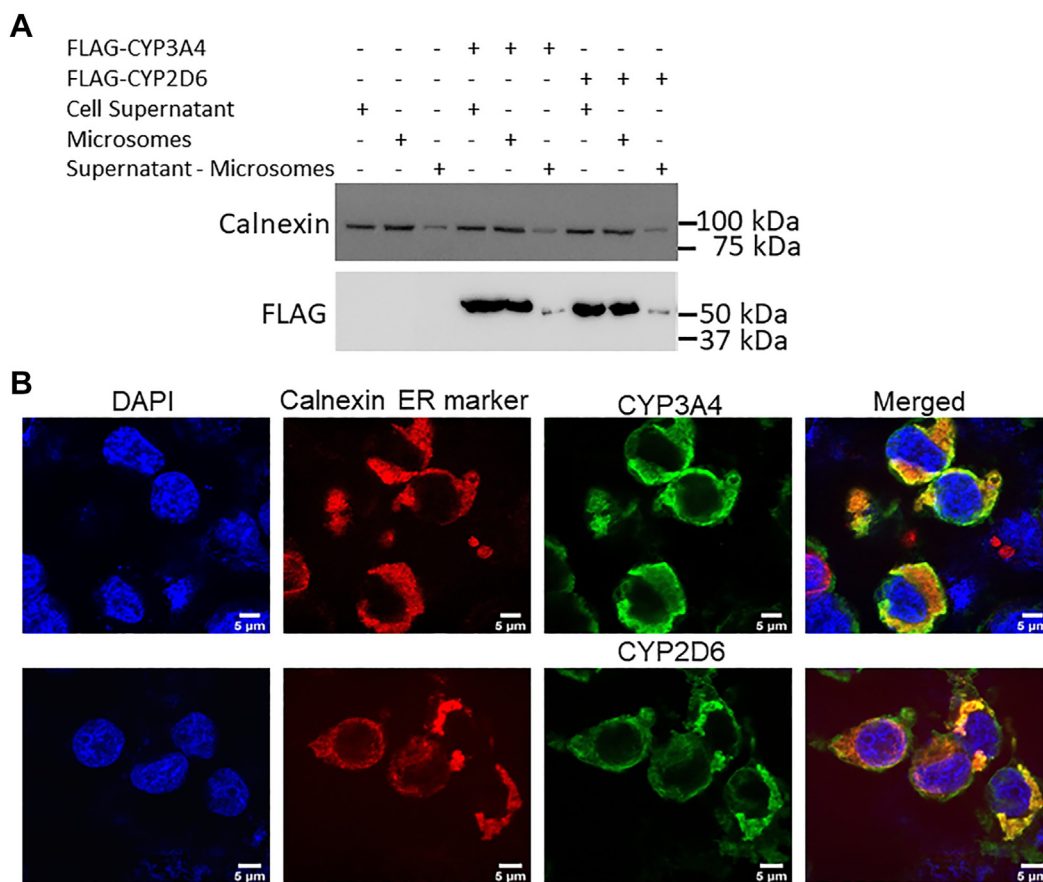 A
FLAG-CYP3A4 - - - + + + - - -
FLAG-CYP2D6 - - - - - - + + +
Cell Supernatant + - - + - - + - -
Microsomes - + - - + - - + -
Supernatant - Microsomes - - + - - + - - +
Calnexin
100 kDa
75 kDa
FLAG
50 kDa
37 kDa
B
DAPI Calnexin ER marker CYP3A4 Merged
5 µm 5 µm 5 µm 5 µm
CYP2D6
5 µm 5 µm 5 µm 5 µm